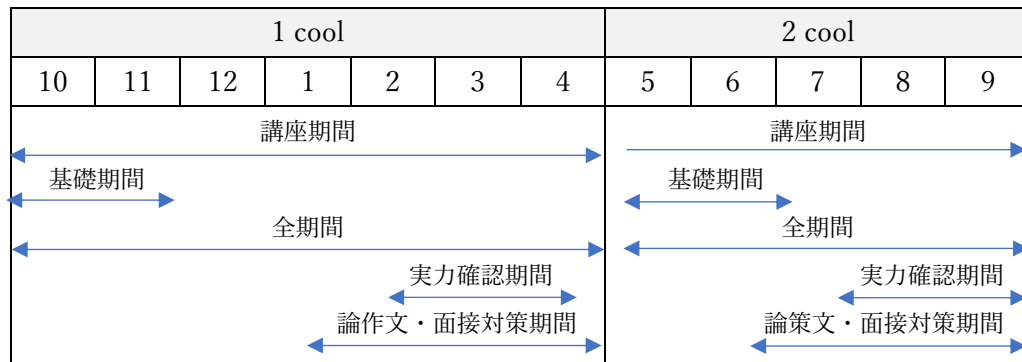 1 cool 2 cool
10 11 12 1 2 3 4 5 6 7 8 9
講座期間 講座期間
基礎期間 基礎期間
全期間 全期間
実力確認期間 実力確認期間
論作文・面接対策期間 論策文・面接対策期間